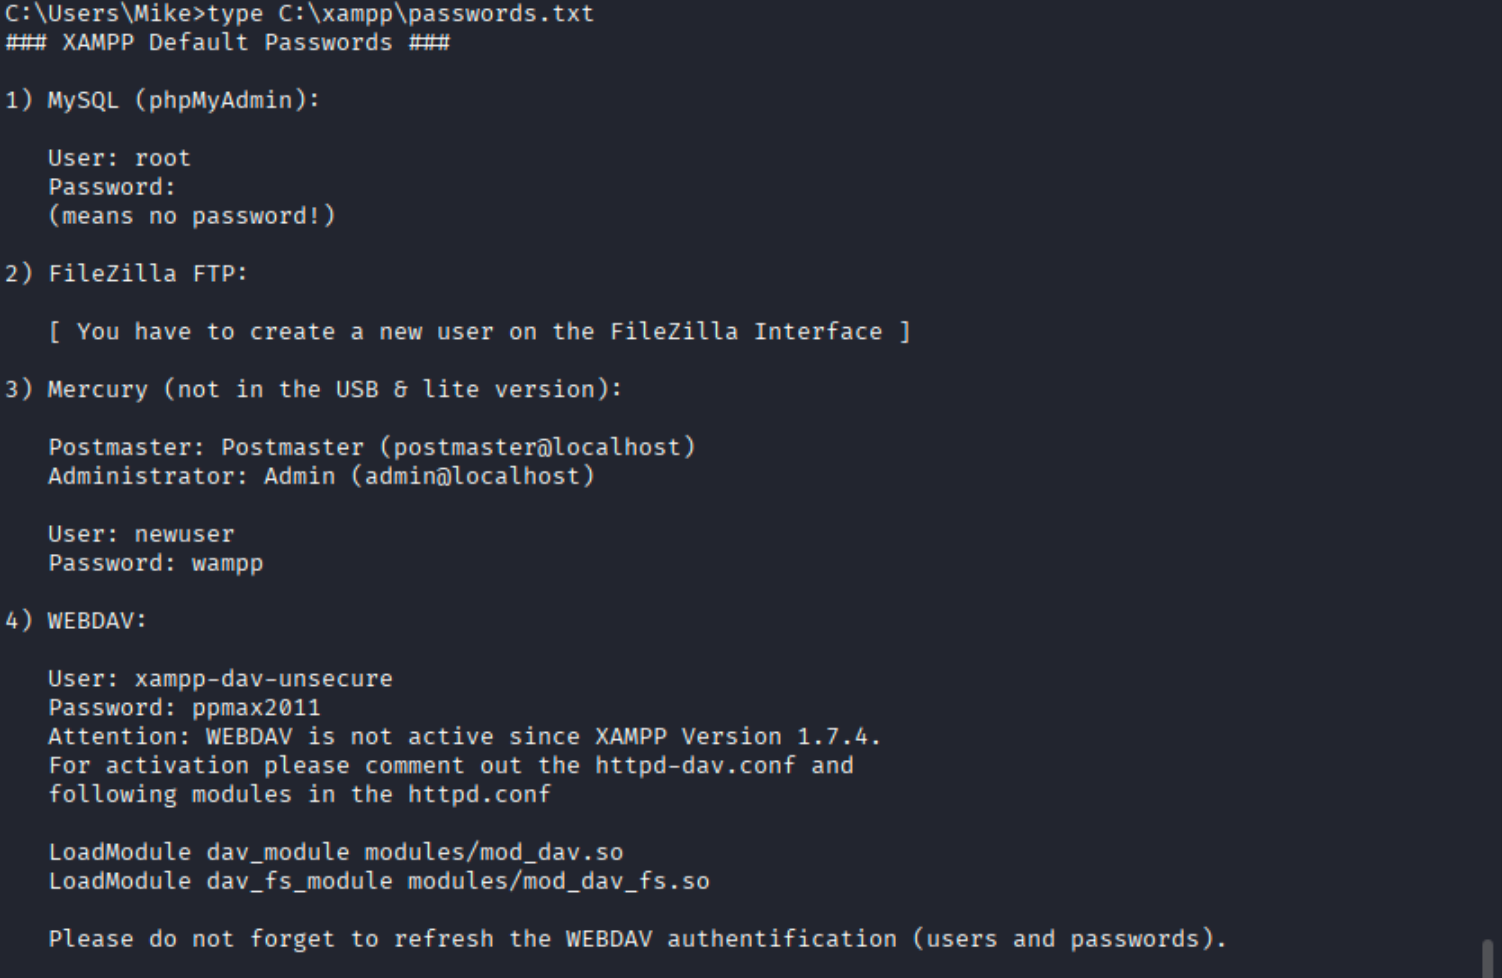 C:\Users\Mike>type C:\xampp\passwords.txt
### XAMPP Default Passwords ###
1) MySQL (phpMyAdmin):
User: root
Password:
(means no password!)
2) FileZilla FTP:
[ You have to create a new user on the FileZilla Interface ]
3) Mercury (not in the USB & lite version):
Postmaster: Postmaster (postmaster@localhost)
Administrator: Admin (admin@localhost)
User: newuser
Password: wampp
4) WEBDAV:
User: xampp-dav-unsecure
Password: ppmax2011
Attention: WEBDAV is not active since XAMPP Version 1.7.4.
For activation please comment out the httpd-dav.conf and
following modules in the httpd.conf
LoadModule dav_module modules/mod_dav.so
LoadModule dav_fs_module modules/mod_dav_fs.so
Please do not forget to refresh the WEBDAV authentification (users and passwords).